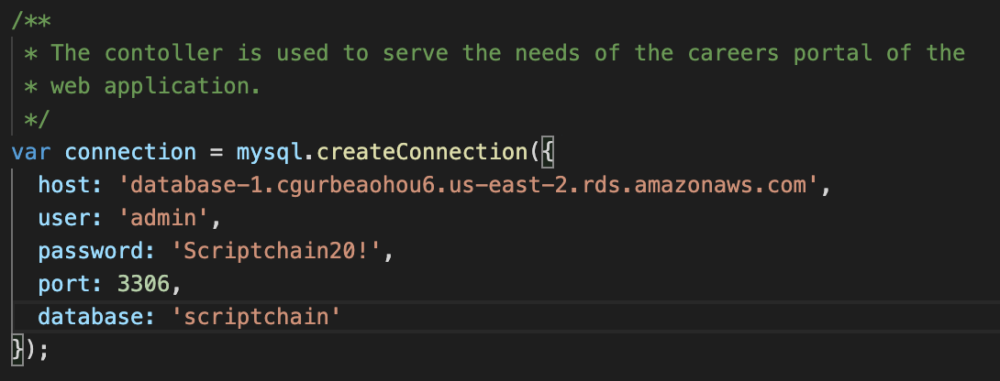 /**
 * The contoller is used to serve the needs of the careers portal of the
 * web application.
 */
var connection = mysql.createConnection({
  host: 'database-1.cgurbeaohou6.us-east-2.rds.amazonaws.com',
  user: 'admin',
  password: 'Scriptchain20!',
  port: 3306,
  database: 'scriptchain'
});